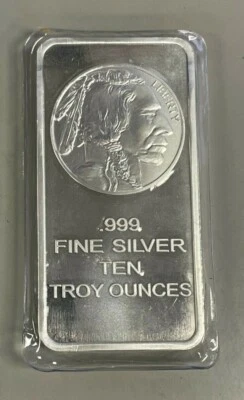 LIBERTY
.999
FINE SILVER
TEN
TROY OUNCES